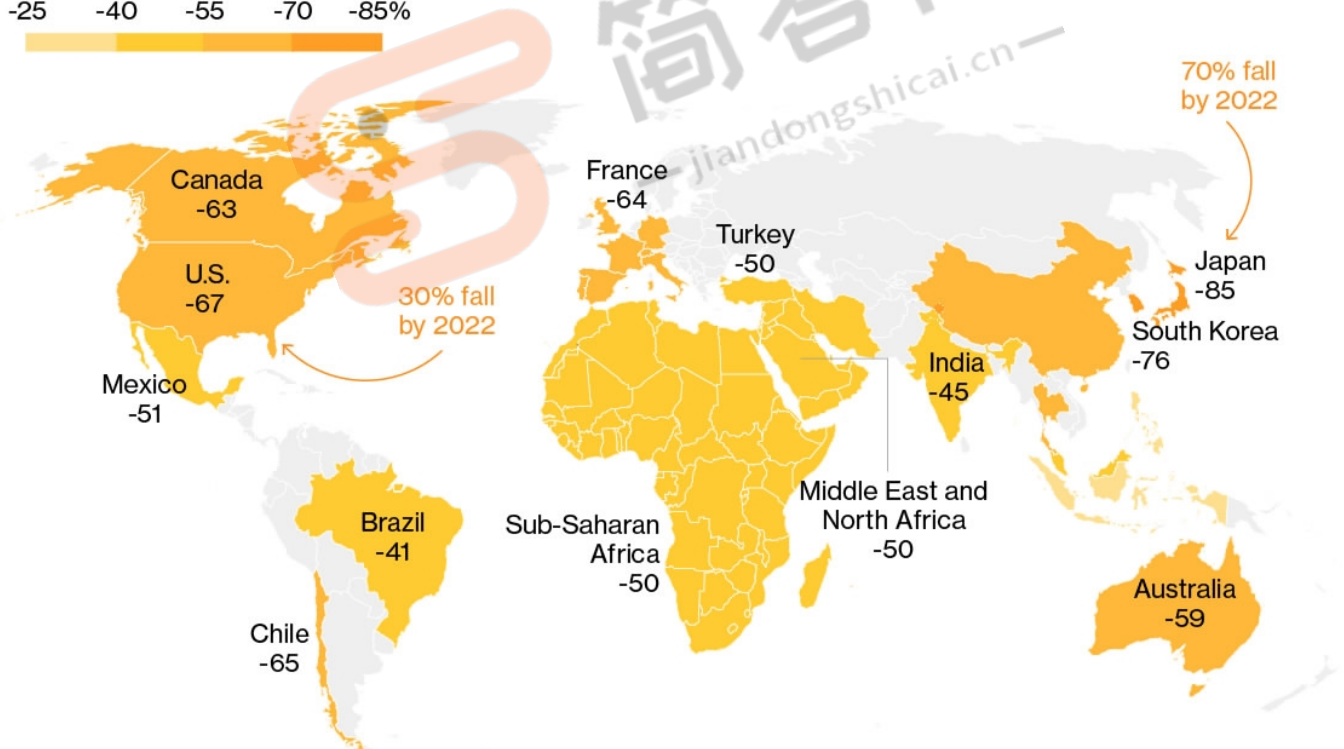 -25 -40 -55 -70 -85%
简
jiandongshicai.cn
70% fall
by 2022
Canada
-63
France
-64
Turkey
-50
U.S.
-67
30% fall
by 2022
Japan
-85
South Korea
-76
India
-45
Mexico
-51
Middle East and
North Africa
-50
Brazil
-41
Sub-Saharan
Africa
-50
Australia
-59
Chile
-65